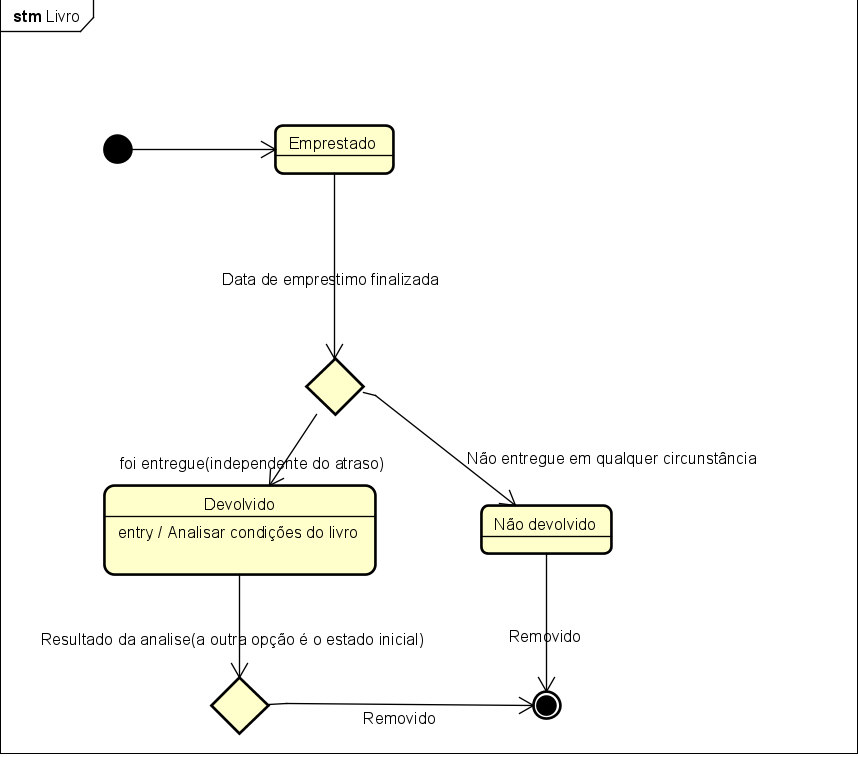 stm Livro
Emprestado
Data de emprestimo finalizada
foi entregue(independente do atraso)
Não entregue em qualquer circunstância
Devolvido
entry / Analisar condições do livro
Não devolvido
Resultado da analise(a outra opção é o estado inicial)
Removido
Removido